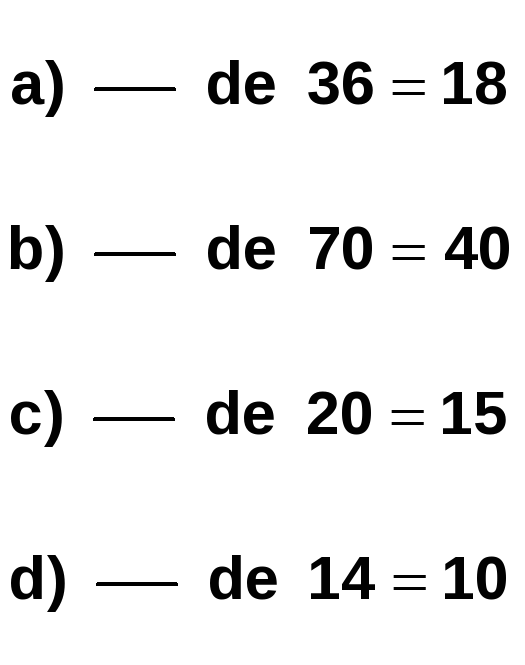 a) — de 36 = 18
b) — de 70 = 40
c) — de 20 = 15
d) — de 14 = 10